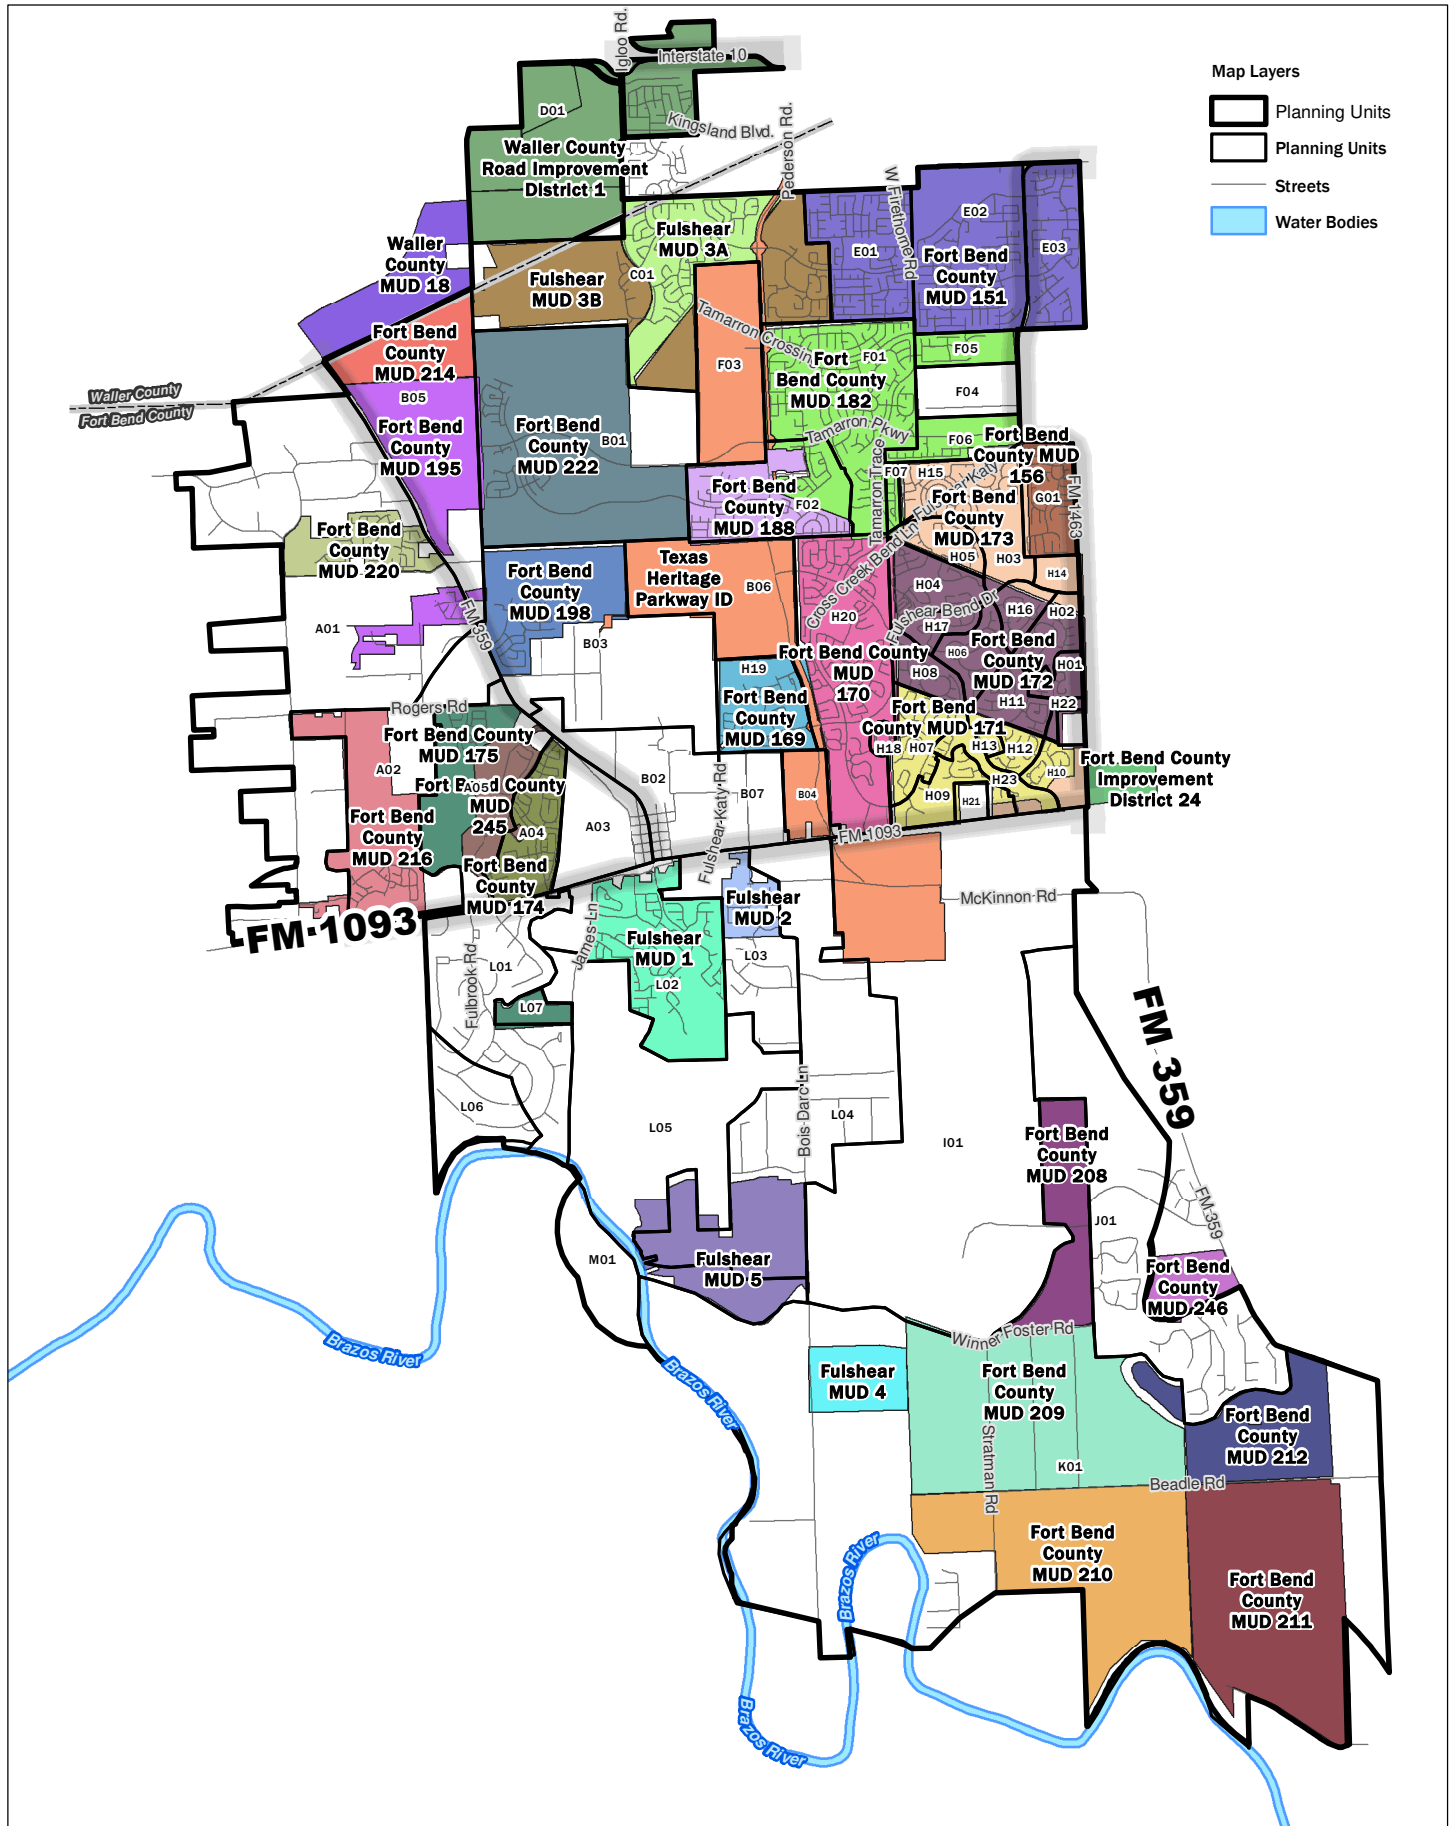 Igloo Rd.
Interstate 10
Map Layers
Planning Units
Planning Units
Streets
Water Bodies
D01
Kingsland Blvd.
Pederson Rd.
Waller County
Road Improvement
District 1
W Firethorne Rd
E02
E01
E03
Fort Bend
County
MUD 151
Waller
County
MUD 18
Fulshear
MUD 3A
C01
Fulshear
MUD 3B
Fort Bend
County
MUD 214
Tamarron Crossing
F03
Fort
Bend County
MUD 182
F01
F05
F04
F06
Waller County
Fort Bend County
B05
Fort Bend
County
MUD 195
Fort Bend
County
MUD 222
B01
Tamarron Pkwy
Tamarron Trace
Fort Bend
County MUD
156
F07
H15
G01
FM 1463
Fort Bend
County
MUD 188
F02
Fort Bend
County
MUD 173
H05
H03
H14
Fort Bend
County
MUD 220
Fort Bend
County
MUD 198
Texas
Heritage
Parkway ID
B06
Cross Creek Bend Ln
H04
H16
H02
Fulshear Bend Dr
H17
H20
A01
FM 359
B03
H06
Fort Bend
County
MUD 172
H01
H08
H11
H22
Fort Bend County
MUD
170
H19
Fort Bend
County
MUD 169
Rogers Rd
Fort Bend County
MUD 175
Fort Bend
County MUD 171
H18
H07
H13
H12
H10
H23
H09
H21
Fort Bend County
Improvement
District 24
A02
A05
MUD
245
A04
A03
B02
Fulshear-Katy Rd
B07
B04
FM 1093
Fort Bend
County
MUD 216
Fort Bend
County
MUD 174
FM 1093
Fulshear
MUD 2
McKinnon Rd
James Ln
Fulshear
MUD 1
L02
L03
Fulbrook Rd
L01
L07
FM 359
L06
L05
Bois Darc Ln
L04
I01
Fort Bend
County
MUD 208
J01
FM-359
M01
Fulshear
MUD 5
Fort Bend
County
MUD 246
Winner Foster Rd
Brazos River
Brazos River
Fulshear
MUD 4
Fort Bend
County
MUD 209
Stratman Rd
K01
Fort Bend
County
MUD 212
Beadle Rd
Fort Bend
County
MUD 210
Brazos River
Fort Bend
County
MUD 211
Brazos River